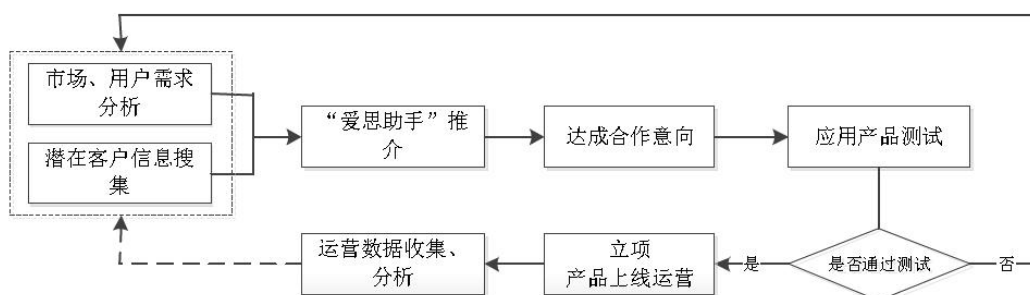 市场、用户需求
分析
潜在客户信息搜
集
“爱思助手”推
介
达成合作意向
应用产品测试
是否通过测试
否
是
立项
产品上线运营
运营数据收集、
分析